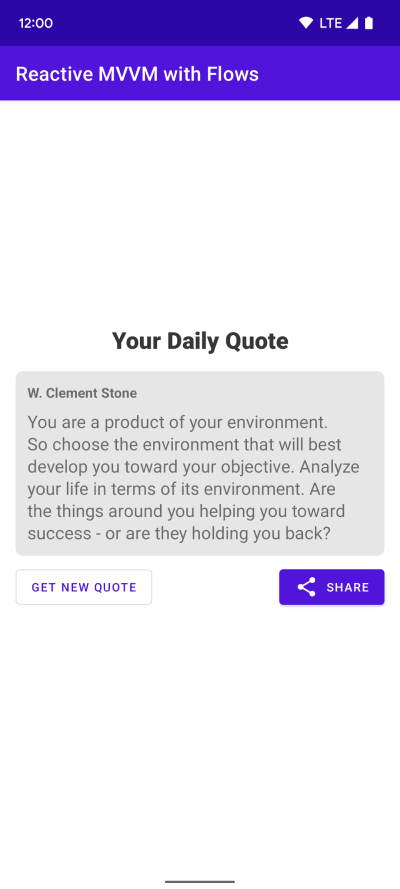 12:00
LTE
Reactive MVVM with Flows
Your Daily Quote
W. Clement Stone
You are a product of your environment.
So choose the environment that will best
develop you toward your objective. Analyze
your life in terms of its environment. Are
the things around you helping you toward
success - or are they holding you back?
GET NEW QUOTE
SHARE